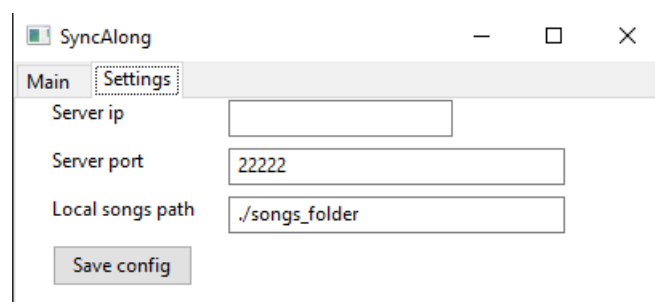 SyncAlong
Main Settings
Server ip
Server port 22222
Local songs path ./songs_folder
Save config